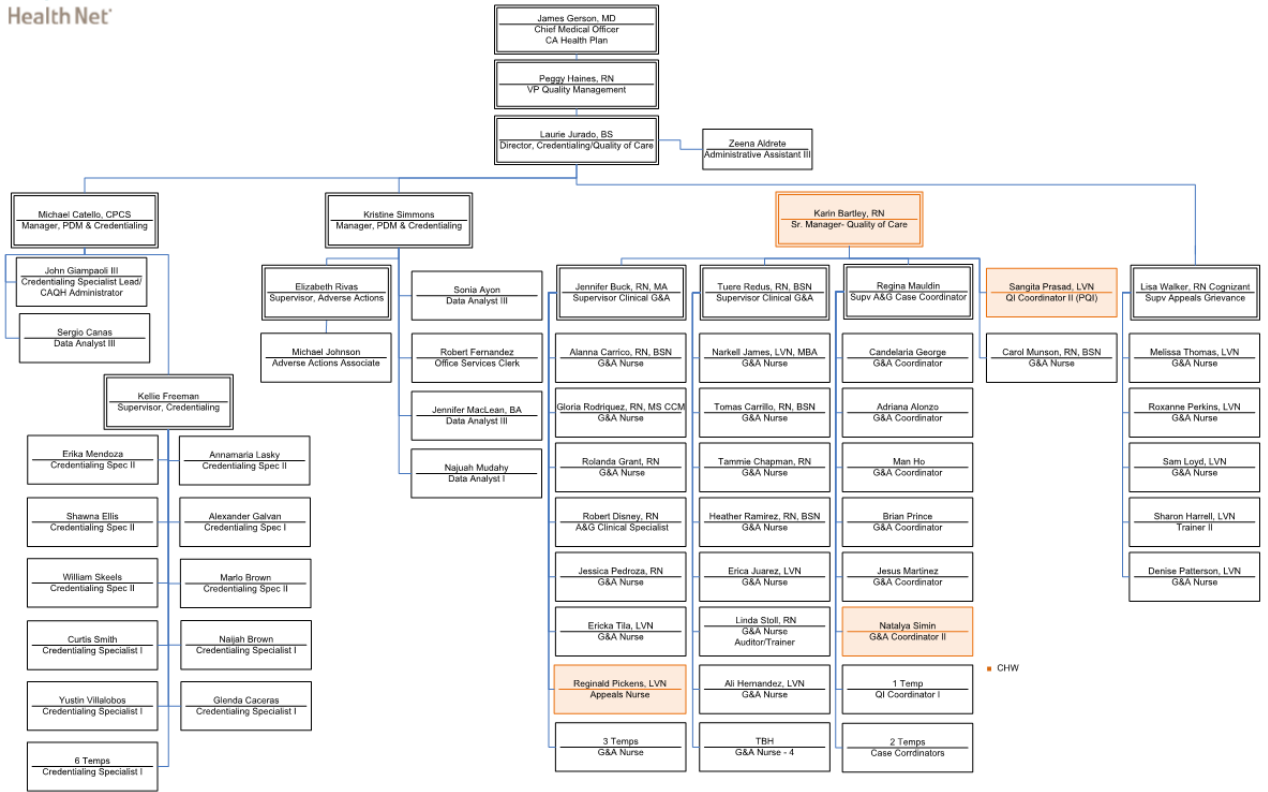 Health Net
James Gerson, MD
Chief Medical Officer
CA Health Plan
Peggy Haines, RN
VP Quality Management
Laurie Jurado, BS
Director, Credentialing/Quality of Care
Zeena Aldrete
Administrative Assistant III
Michael Catello, CPCS
Manager, PDM & Credentialing
John Giampaoli III
Credentialing Specialist Lead/
CAQH Administrator
Sergio Canas
Data Analyst III
Kellie Freeman
Supervisor, Credentialing
Erika Mendoza
Credentialing Spec II
Annamaria Lasky
Credentialing Spec II
Shawna Ellis
Credentialing Spec II
Alexander Galvan
Credentialing Spec I
William Skeels
Credentialing Spec II
Marlo Brown
Credentialing Spec II
Curtis Smith
Credentialing Specialist I
Naijah Brown
Credentialing Specialist I
Yustin Villalobos
Credentialing Specialist I
Glenda Caceras
Credentialing Specialist I
6 Temps
Credentialing Specialist I
Kristine Simmons
Manager, PDM & Credentialing
Elizabeth Rivas
Supervisor, Adverse Actions
Michael Johnson
Adverse Actions Associate
Sonia Ayon
Data Analyst III
Robert Fernandez
Office Services Clerk
Jennifer MacLean, BA
Data Analyst III
Najuah Mudahy
Data Analyst I
Karin Bartley, RN
Sr. Manager- Quality of Care
Jennifer Buck, RN, MA
Supervisor Clinical G&A
Alanna Carrico, RN, BSN
G&A Nurse
Gloria Rodriquez, RN, MS CCM
G&A Nurse
Rolanda Grant, RN
G&A Nurse
Robert Disney, RN
A&G Clinical Specialist
Jessica Pedroza, RN
G&A Nurse
Ericka Tila, LVN
G&A Nurse
Reginald Pickens, LVN
Appeals Nurse
3 Temps
G&A Nurse
Tuere Redus, RN, BSN
Supervisor Clinical G&A
Narkell James, LVN, MBA
G&A Nurse
Tomas Carrillo, RN, BSN
G&A Nurse
Tammie Chapman, RN
G&A Nurse
Heather Ramirez, RN, BSN
G&A Nurse
Erica Juarez, LVN
G&A Nurse
Linda Stoll, RN
G&A Nurse
Auditor/Trainer
Ali Hernandez, LVN
G&A Nurse
TBH
G&A Nurse - 4
Regina Mauldin
Supv A&G Case Coordinator
Candelaria George
G&A Coordinator
Adriana Alonzo
G&A Coordinator
Man Ho
G&A Coordinator
Brian Prince
G&A Coordinator
Jesus Martinez
G&A Coordinator
Natalya Simin
G&A Coordinator II
1 Temp
QI Coordinator I
2 Temps
Case Corrdinators
Sangita Prasad, LVN
QI Coordinator II (PQI)
Carol Munson, RN, BSN
G&A Nurse
Lisa Walker, RN Cognizant
Supv Appeals Grievance
Melissa Thomas, LVN
G&A Nurse
Roxanne Perkins, LVN
G&A Nurse
Sam Loyd, LVN
G&A Nurse
Sharon Harrell, LVN
Trainer II
Denise Patterson, LVN
G&A Nurse
CHW